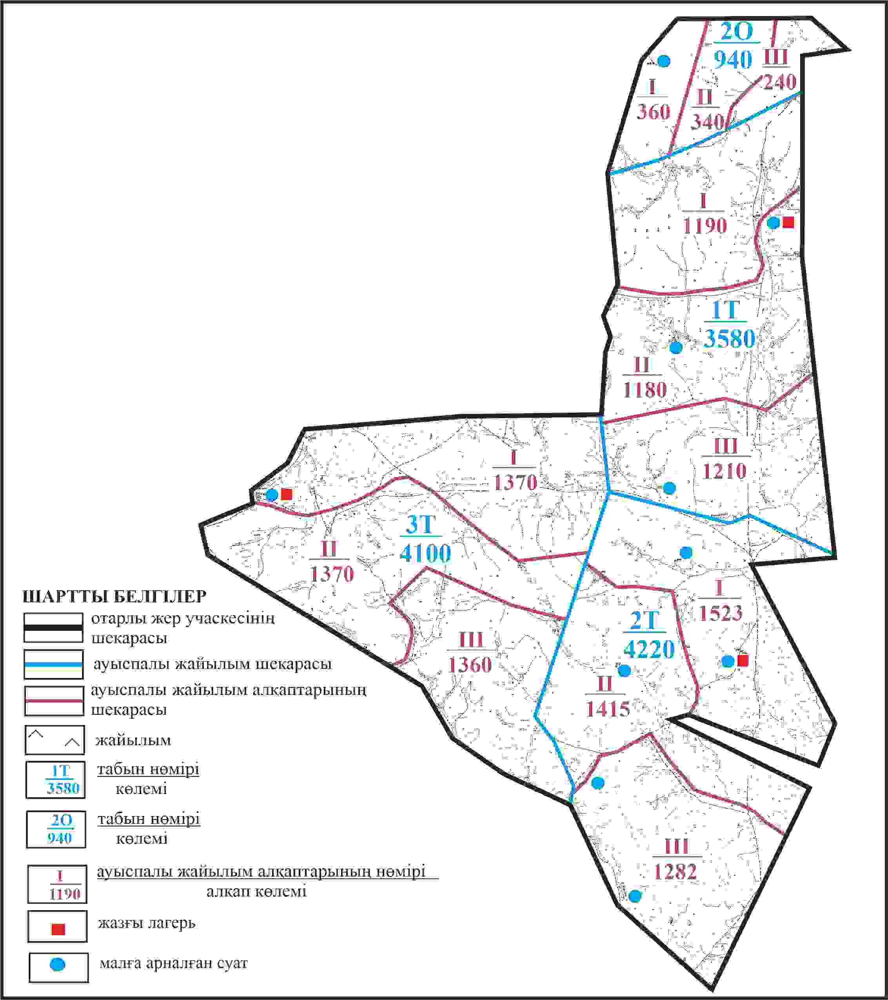 2О
940
III
240
I
360
II
340
I
1190
1Т
3580
II
1180
III
1210
I
1370
3Т
4100
II
1370
III
1360
I
1523
2Т
4220
II
1415
III
1282
ШАРТТЫ БЕЛГІЛЕР
отарлы жер учаскесінің
шекарасы
ауыспалы жайылым шекарасы
ауыспалы жайылым алқаптарының
шекарасы
жайылым
1Т
3580
табын нөмірі
көлемі
2О
940
табын нөмірі
көлемі
I
1190
ауыспалы жайылым алқаптарының нөмірі
алқап көлемі
жазғы лагерь
малға арналған суат